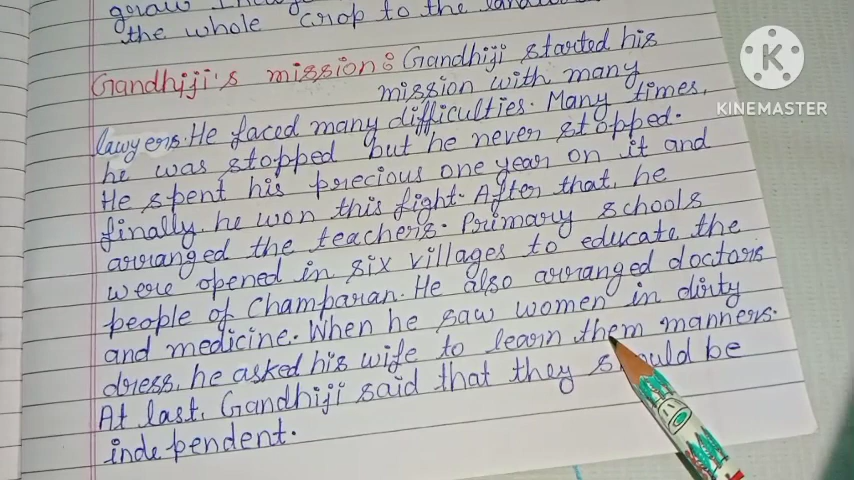 the whole crop to the
Gandhiji's mission: Gandhiji started his
mission with many
lawyers. He faced many difficulties. Many times,
he was stopped but he never stopped.
He spent his precious one year on it and
finally, he won this fight. After that, he
arranged the teachers. Primary schools
were opened in six villages to educate the
people of Champaran. He also arranged doctors
and medicine. When he saw women in dirty
dress, he asked his wife to learn them manners.
At last, Gandhiji said that they should be
independent.
K
KINEMASTER